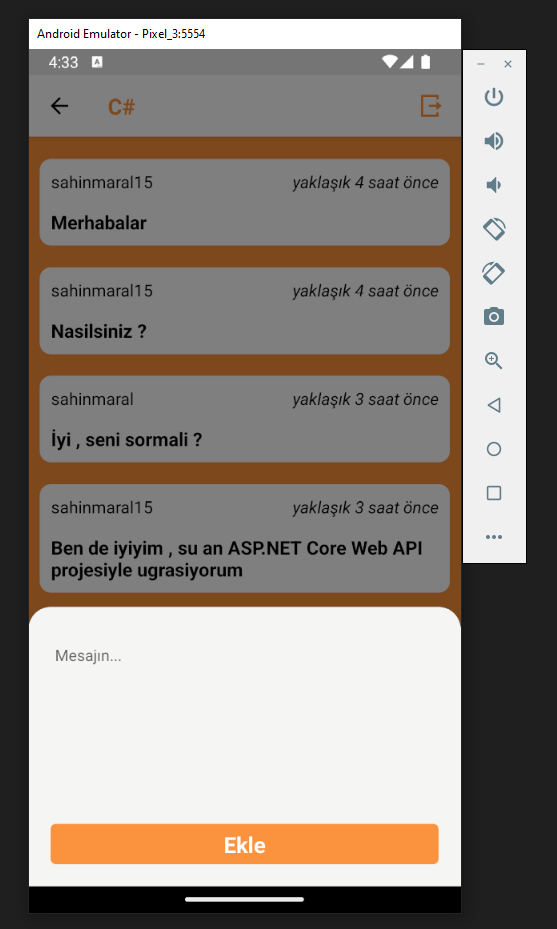 Android Emulator - Pixel_3:5554
4:33 A
C#
sahinmaral15 yaklaşık 4 saat önce
Merhabalar
sahinmaral15 yaklaşık 4 saat önce
Nasilsiniz ?
sahinmaral yaklaşık 3 saat önce
İyi , seni sormali ?
sahinmaral15 yaklaşık 3 saat önce
Ben de iyiyim , su an ASP.NET Core Web API
projesiyle ugrasiyorum
Mesajın...
Ekle